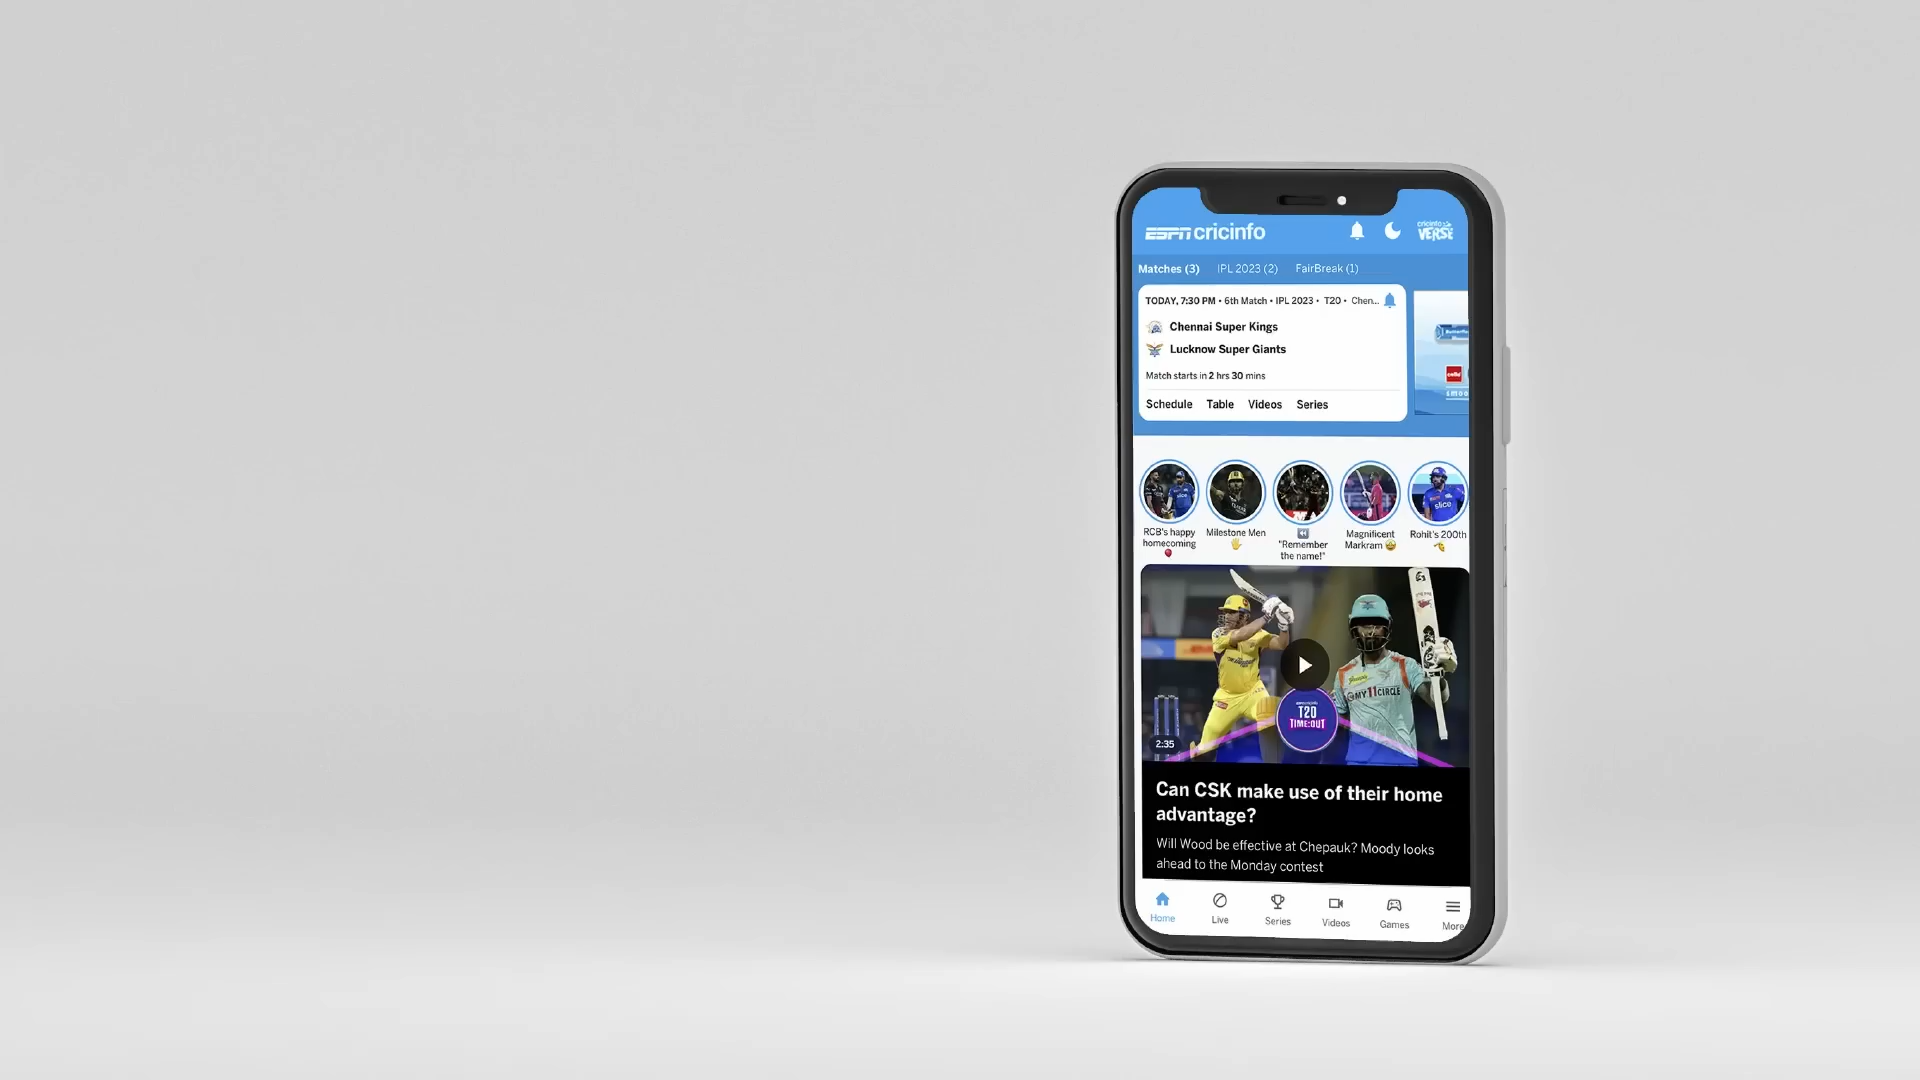 ESPN cricinfo
cricinfo
VERSE
Matches (3) IPL 2023 (2) FairBreak (1)
TODAY, 7:30 PM • 6th Match • IPL 2023 • T20 • Chen...
Chennai Super Kings
Lucknow Super Giants
Match starts in 2 hrs 30 mins
Schedule Table Videos Series
slice
slice
RCB's happy
homecoming
Milestone Men
"Remember
the name!"
Magnificent
Markram
Rohit's 200th
@MY11CIRCLE
T20
TIME:OUT
2:35
Can CSK make use of their home
advantage?
Will Wood be effective at Chepauk? Moody looks
ahead to the Monday contest
Home Live Series Videos Games More